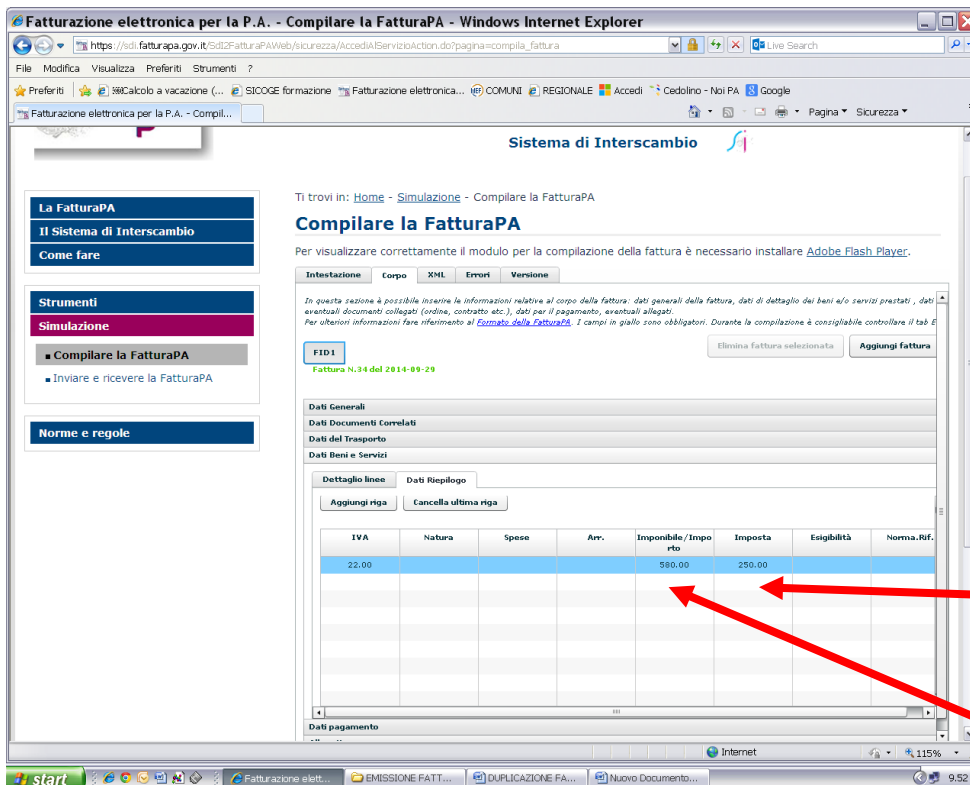 Fatturazione elettronica per la P.A. - Compilare la FatturaPA - Windows Internet Explorer
https://sdi.fatturapa.gov.it/SdI2FatturaPAWeb/sicurezza/AccediAlServizioAction.do?pagina=compila_fattura
Live Search
File Modifica Visualizza Preferiti Strumenti ?
Preferiti Calcolo a vacazione (... SICOGE formazione Fatturazione elettronica... COMUNI REGIONALE Accedi Cedolino - Noi PA Google
Fatturazione elettronica per la P.A. - Compil...
Pagina Sicurezza
Sistema di Interscambio
La FatturaPA
Il Sistema di Interscambio
Come fare
Strumenti
Simulazione
Compilare la FatturaPA
Inviare e ricevere la FatturaPA
Norme e regole
Ti trovi in: Home - Simulazione - Compilare la FatturaPA
Compilare la FatturaPA
Per visualizzare correttamente il modulo per la compilazione della fattura è necessario installare Adobe Flash Player.
Intestazione Corpo XML Errori Versione
In questa sezione è possibile inserire le informazioni relative al corpo della fattura: dati generali della fattura, dati di dettaglio dei beni e/o servizi prestati , dati
eventuali documenti collegati (ordine, contratto etc.), dati per il pagamento, eventuali allegati.
Per ulteriori informazioni fare riferimento al Formato della FatturaPA. I campi in giallo sono obbligatori. Durante la compilazione è consigliabile controllare il tab E
FID1
Elimina fattura selezionata
Aggiungi fattura
Fattura N.34 del 2014-09-29
Dati Generali
Dati Documenti Correlati
Dati del Trasporto
Dati Beni e Servizi
Dettaglio linee Dati Riepilogo
Aggiungi riga Cancella ultima riga
IVA Natura Spese Arr. Imponibile/Importo Imposta Esigibilità Norma.Rif.
22.00 580.00 250.00
Dati pagamento
Internet
115%
start
Fatturazione elett...
EMISSIONE FATT...
DUPLICAZIONE FA...
Nuovo Documento...
9.52